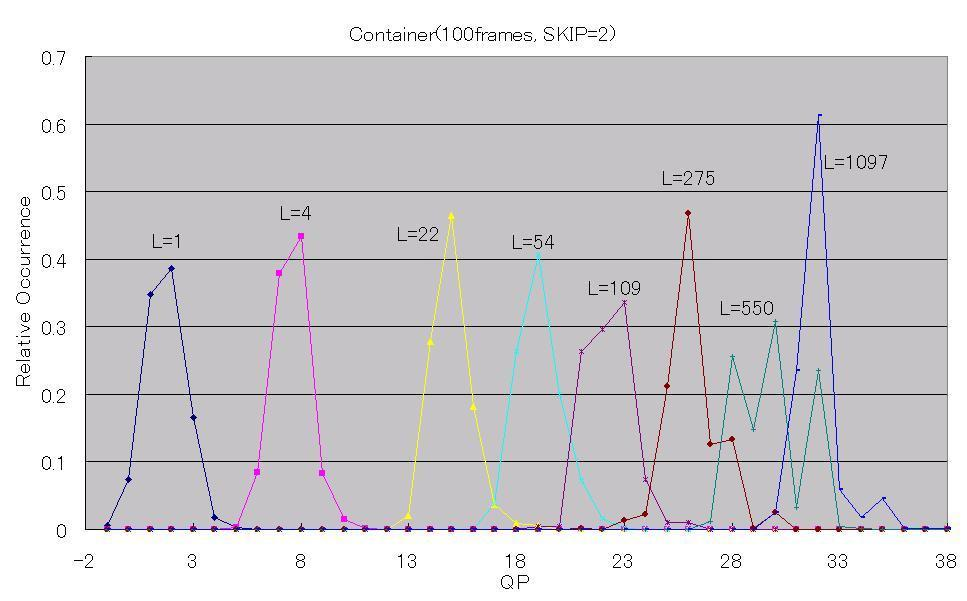 Container(100frames, SKIP=2)
0.7
0.6
0.5
0.4
0.3
0.2
0.1
0
Relative Occurrence
L=1
L=4
L=22
L=54
L=109
L=275
L=550
L=1097
-2 3 8 13 18 23 28 33 38
QP